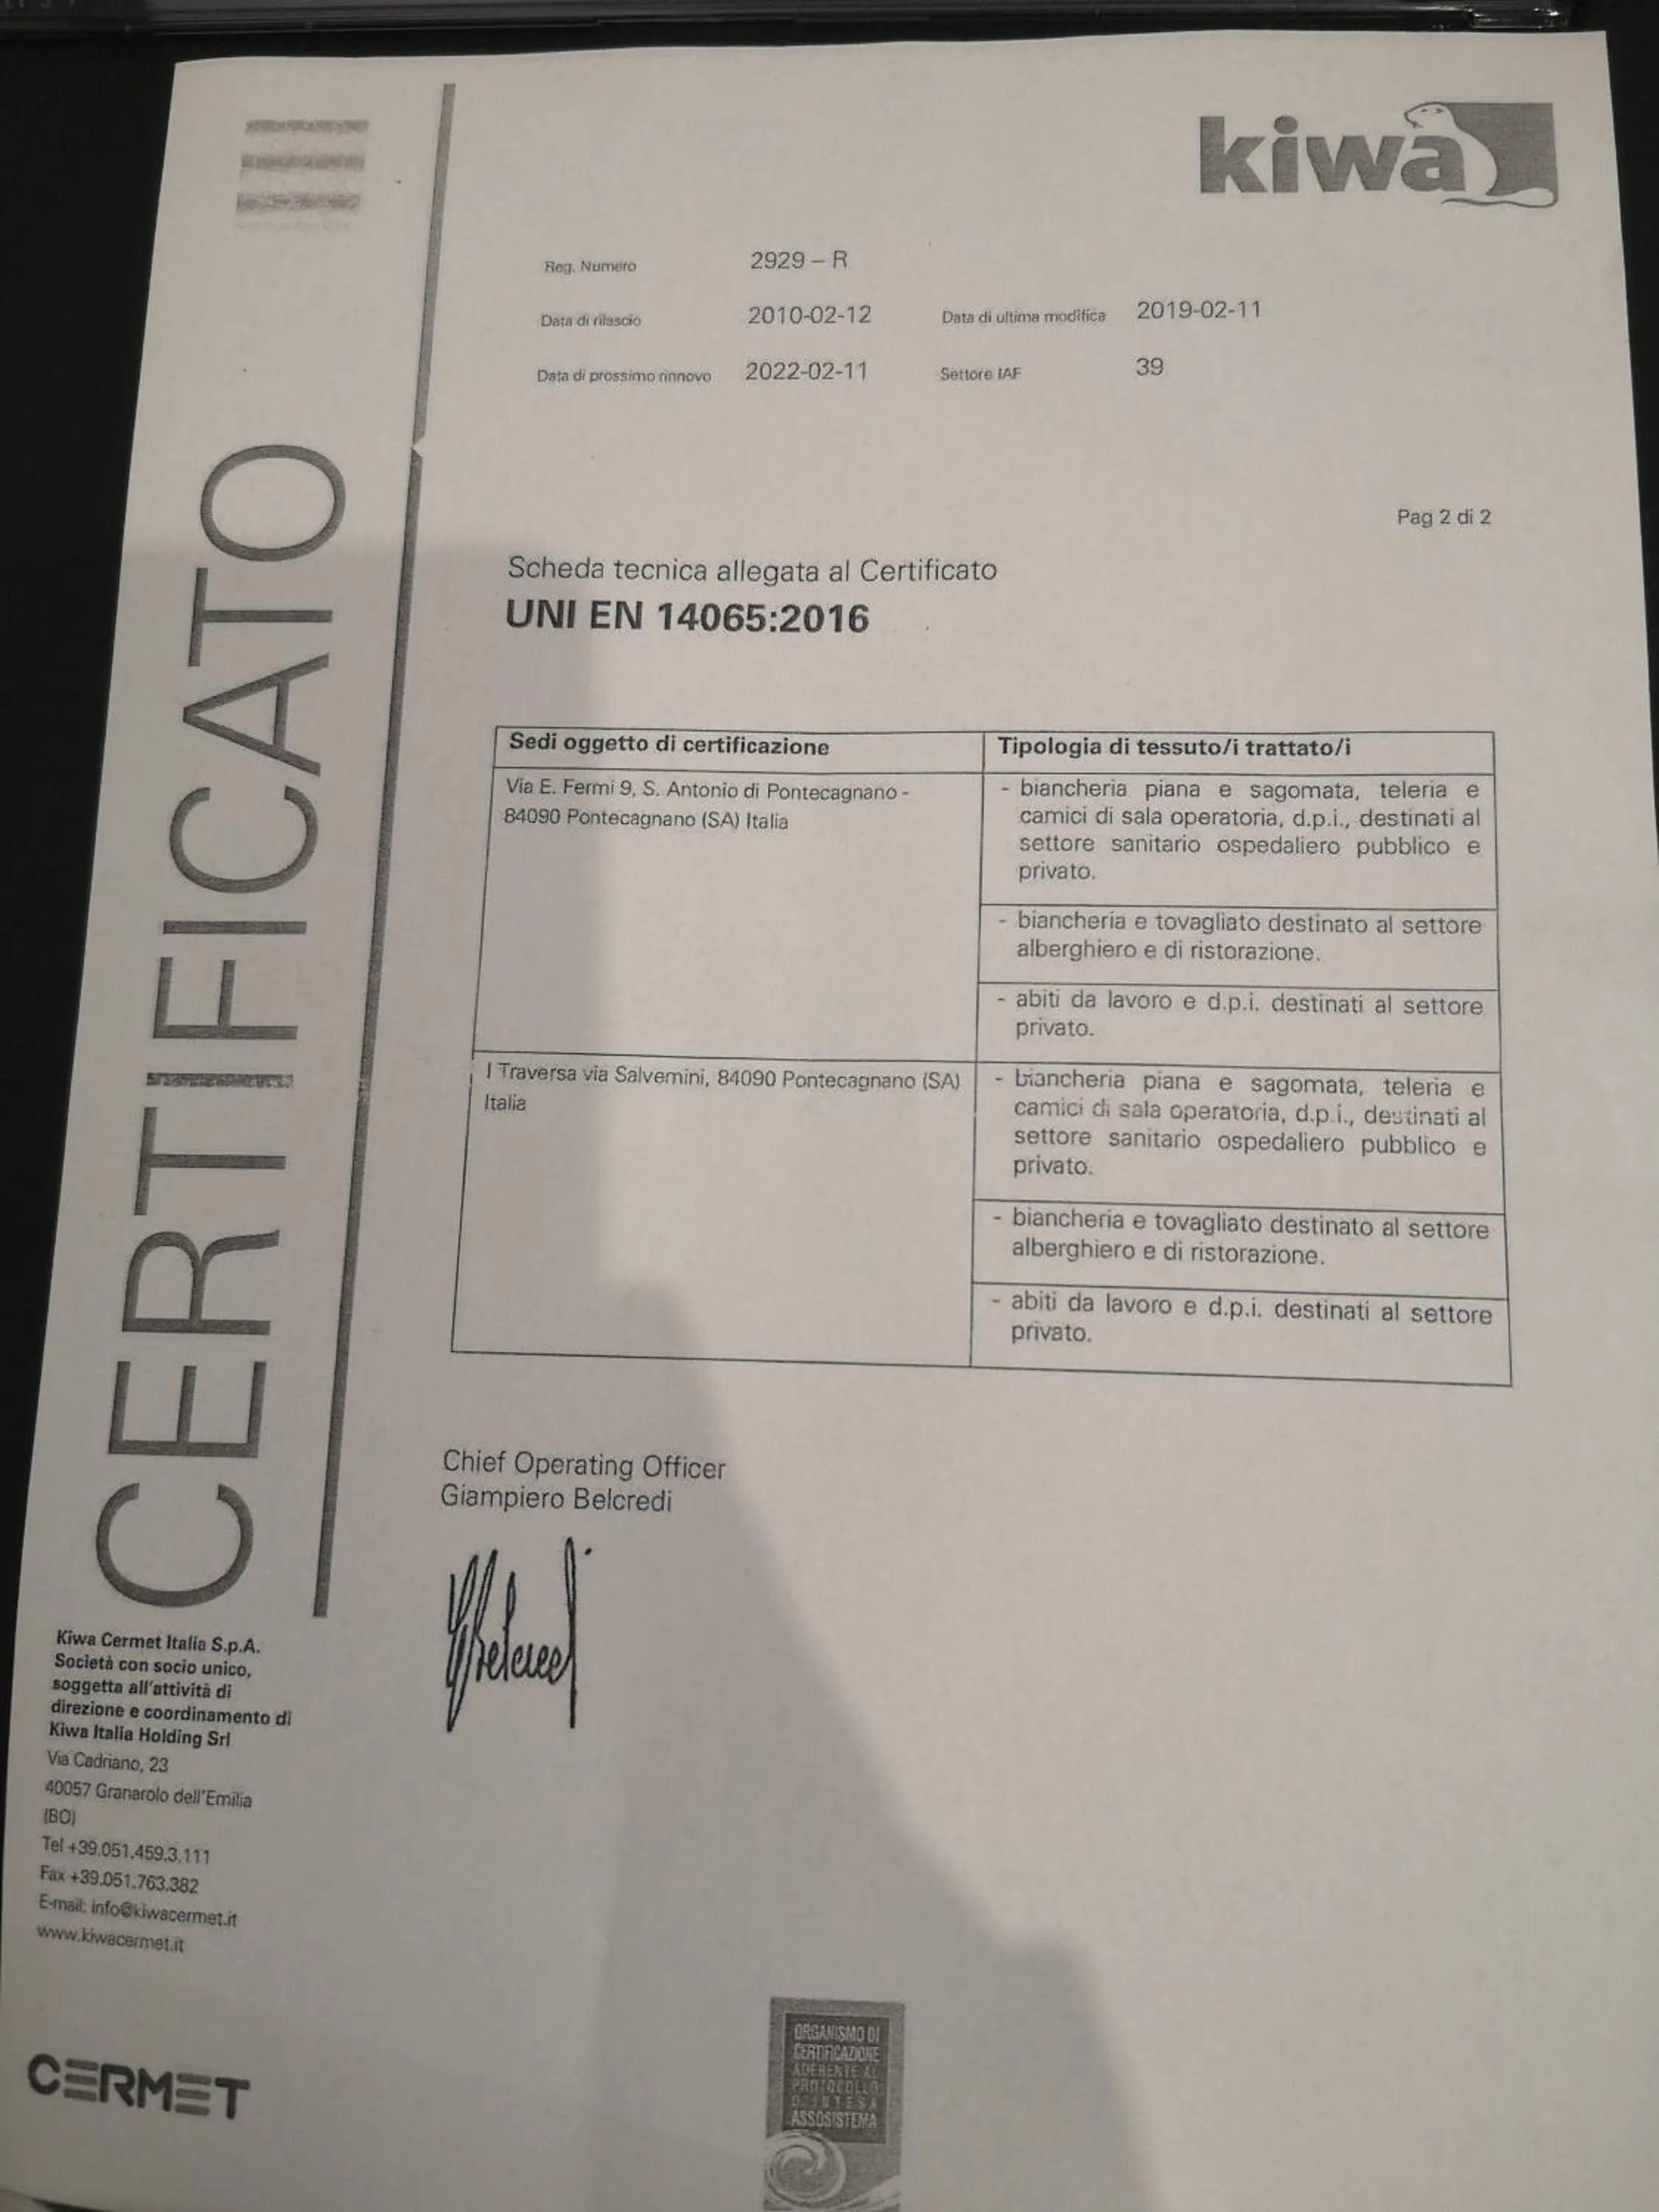 kiwa
Reg. Numero 2929 – R
Data di rilascio 2010-02-12 Data di ultima modifica 2019-02-11
Data di prossimo rinnovo 2022-02-11 Settore IAF 39
Pag 2 di 2
Scheda tecnica allegata al Certificato
UNI EN 14065:2016
Sedi oggetto di certificazione
Tipologia di tessuto/i trattato/i
Via E. Fermi 9, S. Antonio di Pontecagnano -
84090 Pontecagnano (SA) Italia
- biancheria piana e sagomata, teleria e
camici di sala operatoria, d.p.i., destinati al
settore sanitario ospedaliero pubblico e
privato.
- biancheria e tovagliato destinato al settore
alberghiero e di ristorazione.
- abiti da lavoro e d.p.i. destinati al settore
privato.
I Traversa via Salvemini, 84090 Pontecagnano (SA)
Italia
- biancheria piana e sagomata, teleria e
camici di sala operatoria, d.p.i., destinati al
settore sanitario ospedaliero pubblico e
privato.
- biancheria e tovagliato destinato al settore
alberghiero e di ristorazione.
- abiti da lavoro e d.p.i. destinati al settore
privato.
Chief Operating Officer
Giampiero Belcredi
CERTIFICATO
Kiwa Cermet Italia S.p.A.
Società con socio unico,
soggetta all'attività di
direzione e coordinamento di
Kiwa Italia Holding Srl
Via Cadriano, 23
40057 Granarolo dell'Emilia
(BO)
Tel +39.051.459.3.111
Fax +39.051.763.382
E-mail: info@kiwacermet.it
www.kiwacermet.it
CERMET
ORGANISMO DI
CERTIFICAZIONE
ADERENTE AL
PROTOCOLLO
D'INTESA
ASSOSISTEMA